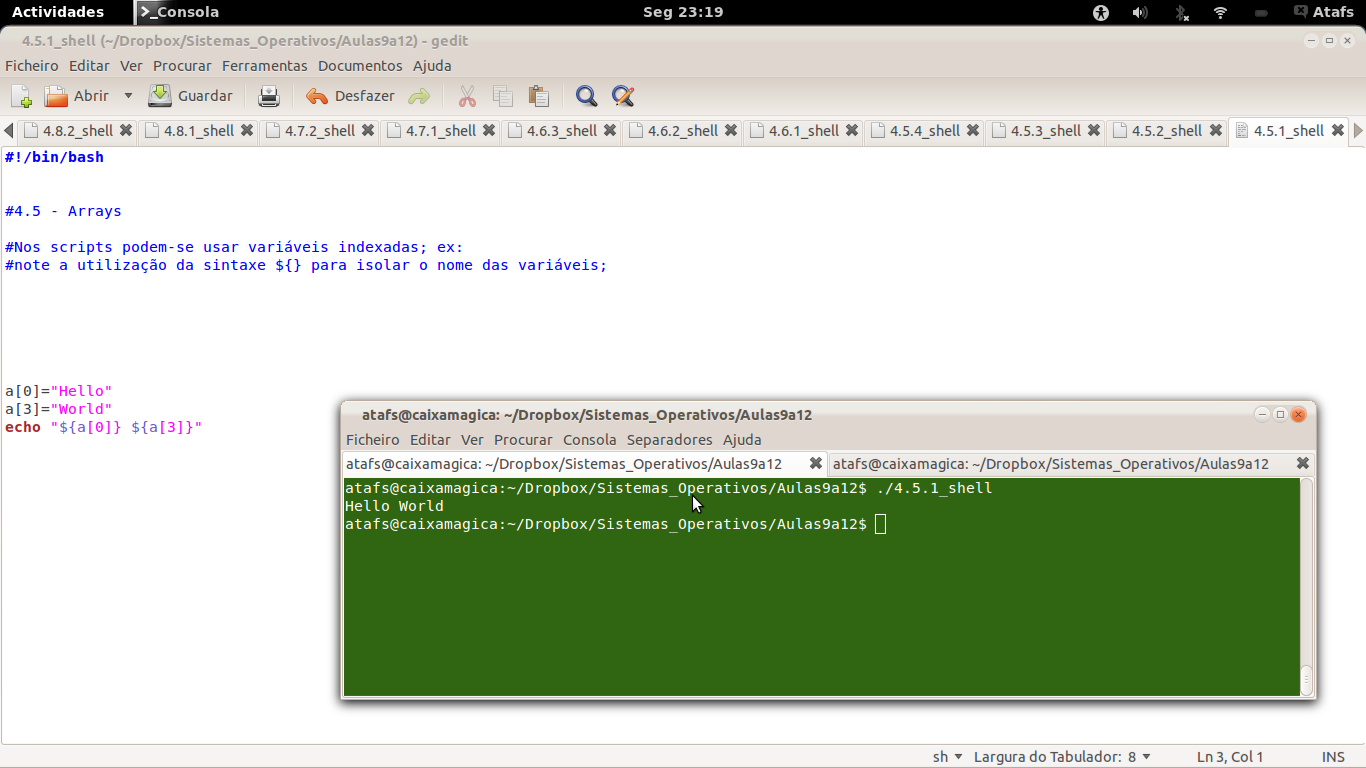 Actividades
>_Consola
Seg 23:19
Atafs
4.5.1_shell (~/Dropbox/Sistemas_Operativos/Aulas9a12) - gedit
Ficheiro Editar Ver Procurar Ferramentas Documentos Ajuda
Abrir Guardar Desfazer
4.8.2_shell 4.8.1_shell 4.7.2_shell 4.7.1_shell 4.6.3_shell 4.6.2_shell 4.6.1_shell 4.5.4_shell 4.5.3_shell 4.5.2_shell 4.5.1_shell
#!/bin/bash
#4.5 - Arrays
#Nos scripts podem-se usar variáveis indexadas; ex:
#note a utilização da sintaxe ${} para isolar o nome das variáveis;
a[0]="Hello"
a[3]="World"
echo "${a[0]} ${a[3]}"
atafs@caixamagica: ~/Dropbox/Sistemas_Operativos/Aulas9a12
Ficheiro Editar Ver Procurar Consola Separadores Ajuda
atafs@caixamagica: ~/Dropbox/Sistemas_Operativos/Aulas9a12 atafs@caixamagica: ~/Dropbox/Sistemas_Operativos/Aulas9a12
atafs@caixamagica:~/Dropbox/Sistemas_Operativos/Aulas9a12$ ./4.5.1_shell
Hello World
atafs@caixamagica:~/Dropbox/Sistemas_Operativos/Aulas9a12$
sh Largura do Tabulador: 8 Ln 3, Col 1 INS